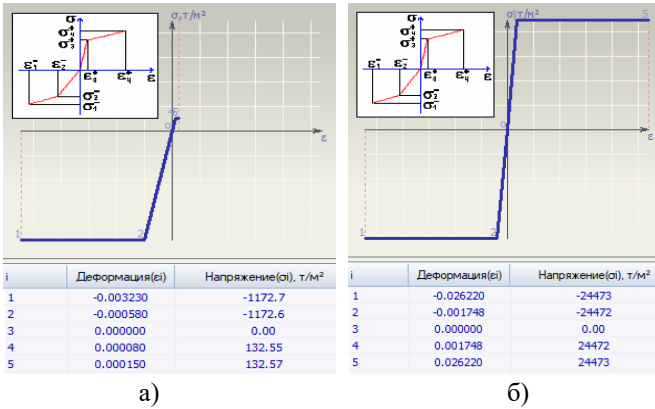 σ,т/м²
σ
σ₄⁺
σ₃⁺
ε₁⁻ ε₂⁻
ε₃⁺ ε₄⁺ ε
σ₂⁻
σ₁⁻
0
ε
1 2
i Деформация(εi) Напряжение(σi), т/м²
1 -0.003230 -1172.7
2 -0.000580 -1172.6
3 0.000000 0.00
4 0.000080 132.55
5 0.000150 132.57
а)
σ,т/м²
5
σ
σ₄⁺
σ₃⁺
ε₁⁻ ε₂⁻
ε₃⁺ ε₄⁺ ε
σ₂⁻
σ₁⁻
0
ε
1 2
i Деформация(εi) Напряжение(σi), т/м²
1 -0.026220 -24473
2 -0.001748 -24472
3 0.000000 0.00
4 0.001748 24472
5 0.026220 24473
б)